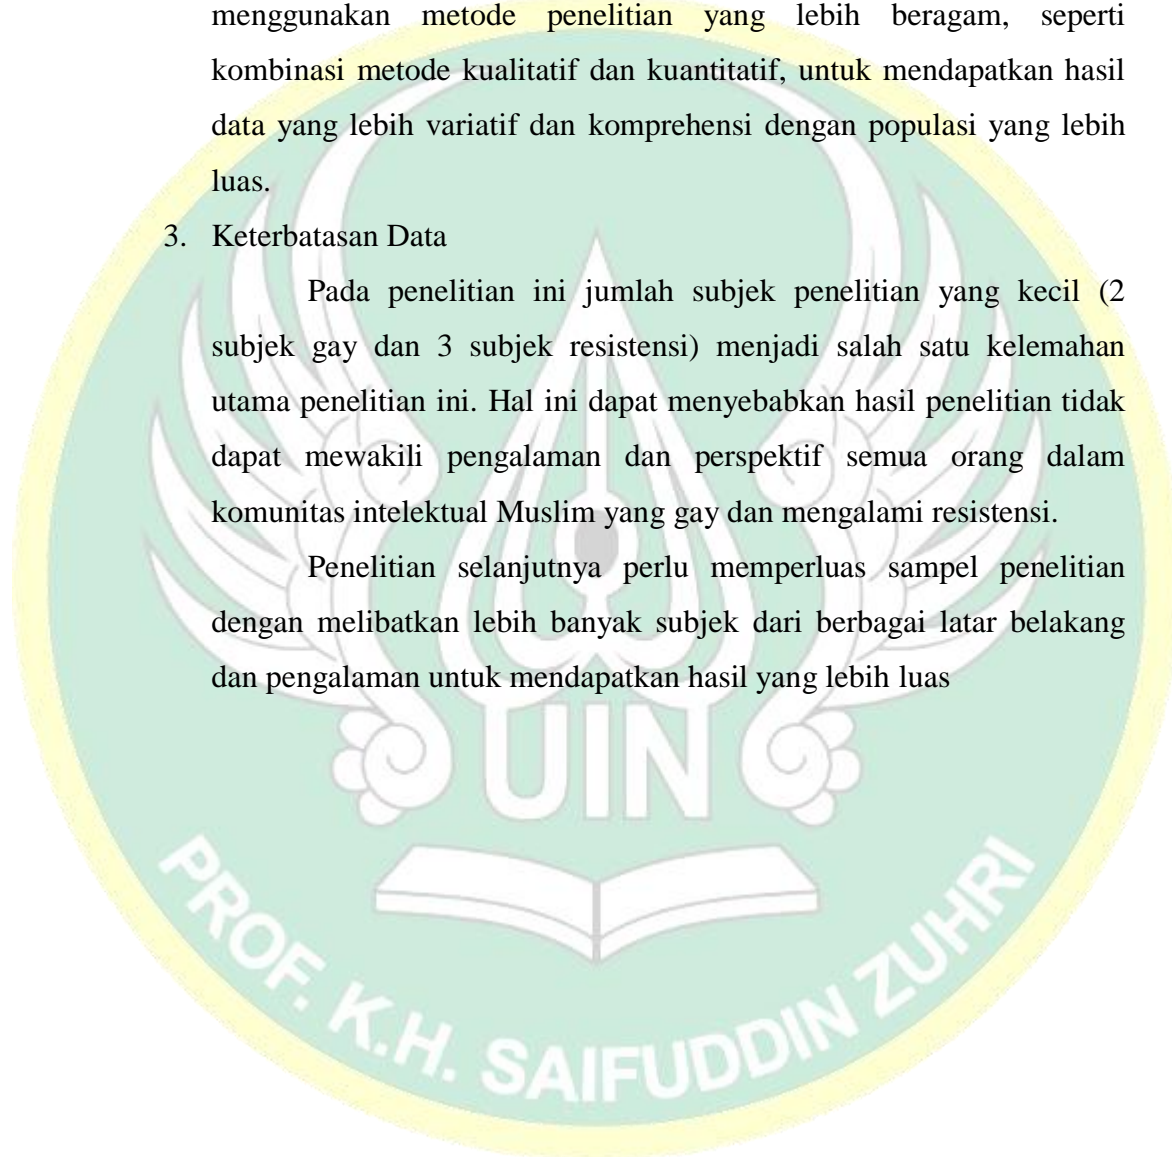 menggunakan metode penelitian yang lebih beragam, seperti
kombinasi metode kualitatif dan kuantitatif, untuk mendapatkan hasil
data yang lebih variatif dan komprehensi dengan populasi yang lebih
luas.
3. Keterbatasan Data
Pada penelitian ini jumlah subjek penelitian yang kecil (2
subjek gay dan 3 subjek resistensi) menjadi salah satu kelemahan
utama penelitian ini. Hal ini dapat menyebabkan hasil penelitian tidak
dapat mewakili pengalaman dan perspektif semua orang dalam
komunitas intelektual Muslim yang gay dan mengalami resistensi.
Penelitian selanjutnya perlu memperluas sampel penelitian
dengan melibatkan lebih banyak subjek dari berbagai latar belakang
dan pengalaman untuk mendapatkan hasil yang lebih luas
UIN
PROF. K.H. SAIFUDDIN ZUHRI